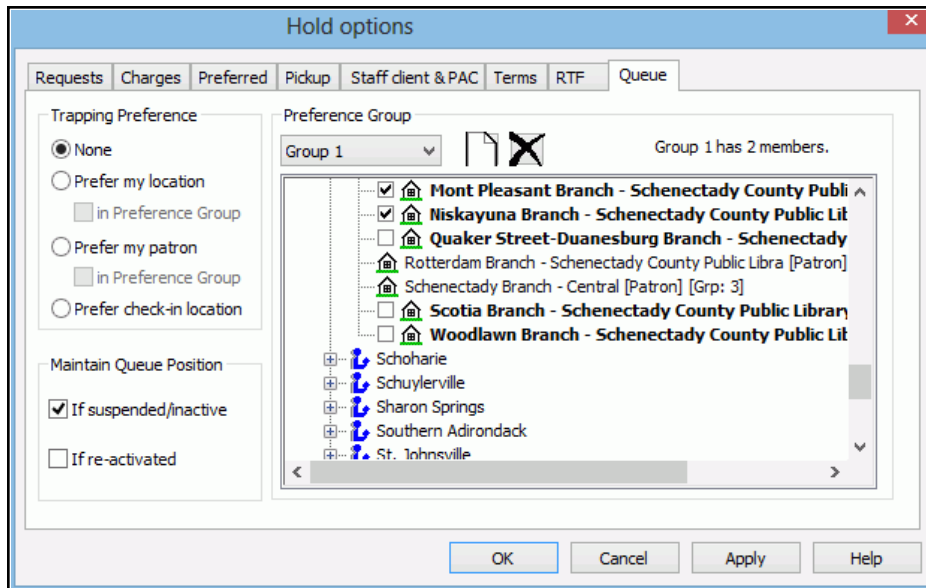 Hold options
Requests Charges Preferred Pickup Staff client & PAC Terms RTF Queue
Trapping Preference
None
Prefer my location
in Preference Group
Prefer my patron
in Preference Group
Prefer check-in location
Maintain Queue Position
If suspended/inactive
If re-activated
Preference Group
Group 1
Group 1 has 2 members.
Mont Pleasant Branch - Schenectady County Publi
Niskayuna Branch - Schenectady County Public Lib
Quaker Street-Duanesburg Branch - Schenectady
Rotterdam Branch - Schenectady County Public Libra [Patron]
Schenectady Branch - Central [Patron] [Grp: 3]
Scotia Branch - Schenectady County Public Library
Woodlawn Branch - Schenectady County Public Lib
Schoharie
Schuylerville
Sharon Springs
Southern Adirondack
St. Johnsville
OK Cancel Apply Help